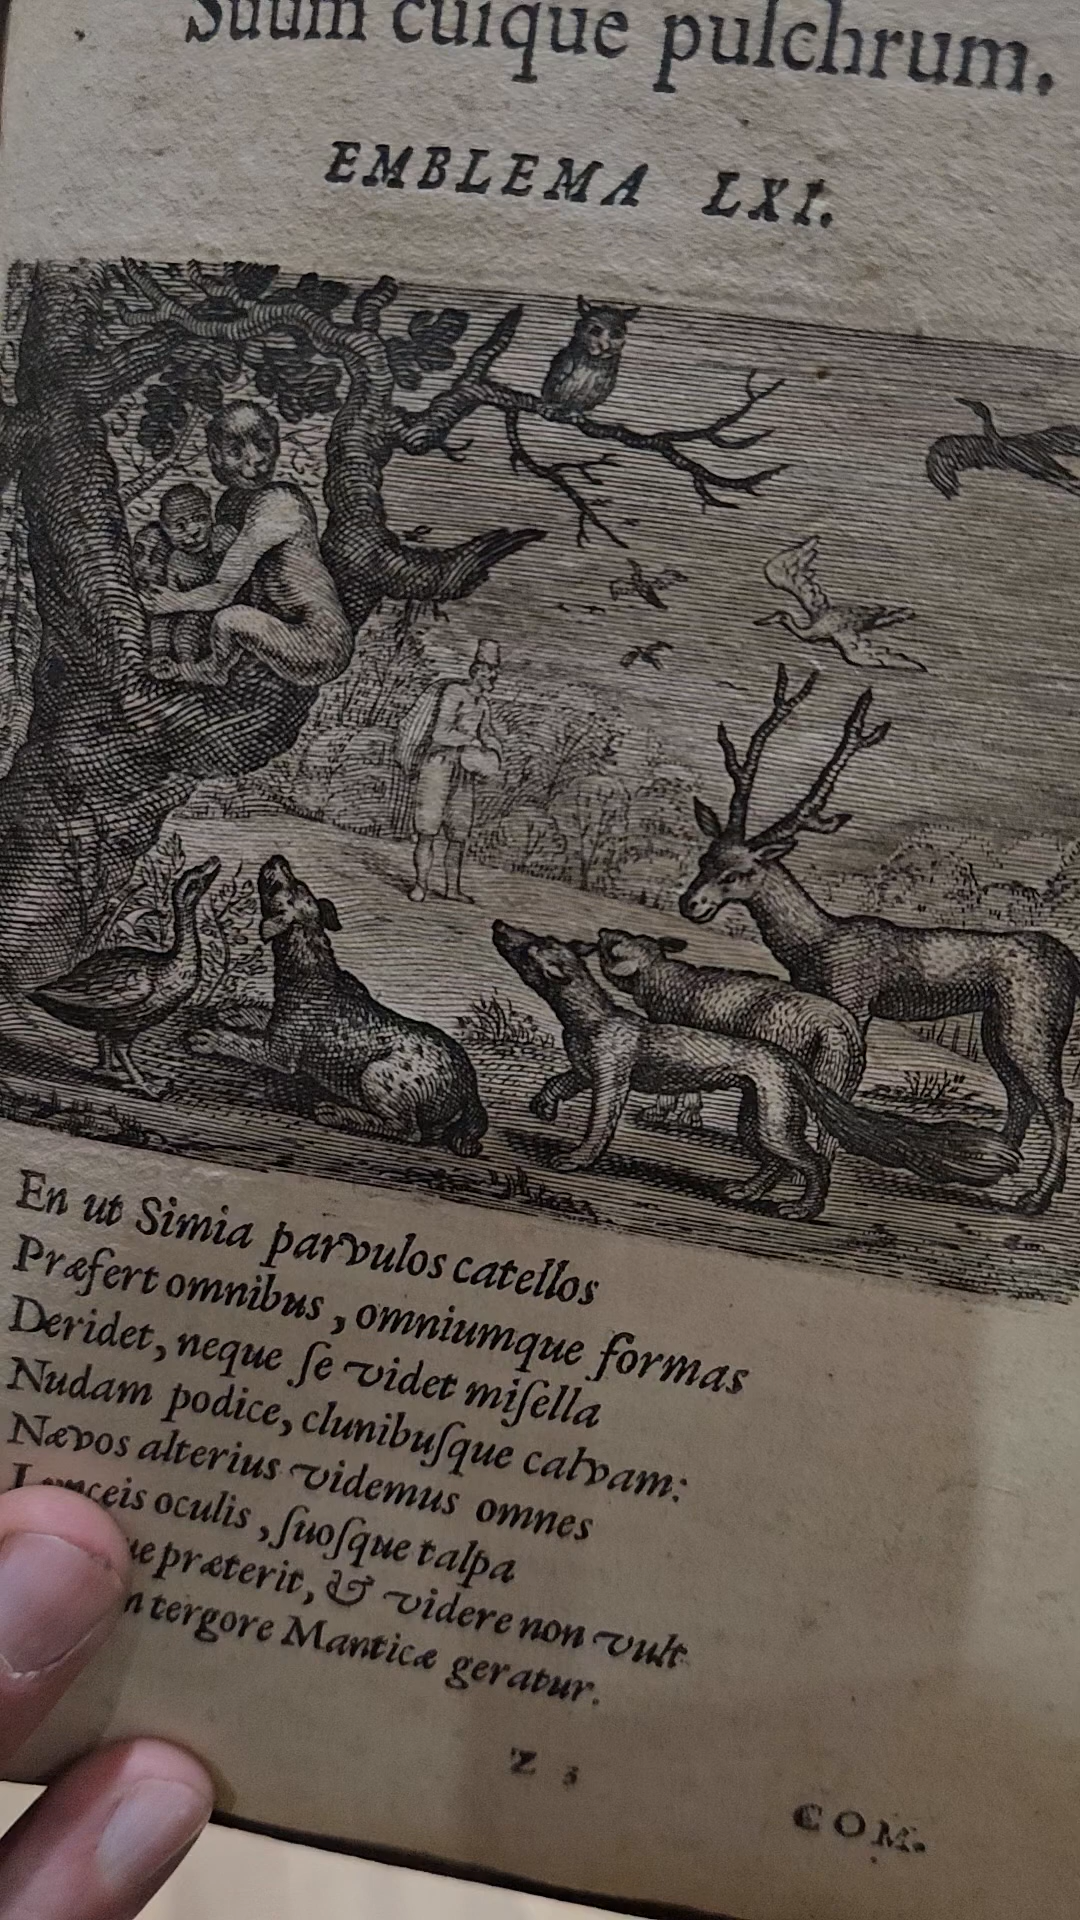 Suum cuique pulchrum.
EMBLEMA LXI.
En ut Simia parvulos catellos
Præfert omnibus, omniumque formas
Deridet, neque ſe videt miſella
Nudam podice, clunibuſque calvam:
Nævos alterius videmus omnes
oculis, ſuoſque talpa
præterit, & videre non vult
tergore Manticæ geratur.
Z 3
COM.